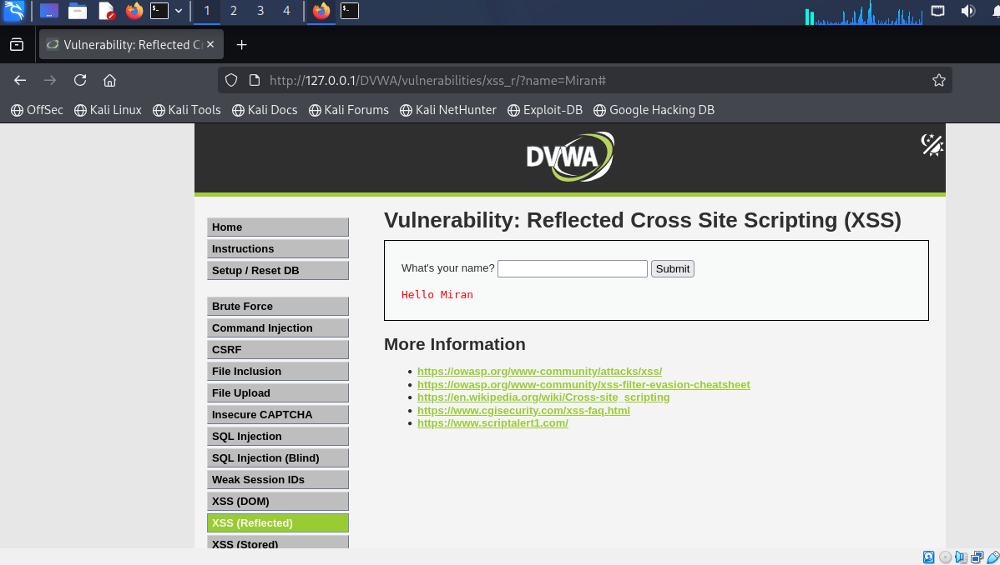 1 2 3 4
Vulnerability: Reflected C
http://127.0.0.1/DVWA/vulnerabilities/xss_r/?name=Miran#
OffSec Kali Linux Kali Tools Kali Docs Kali Forums Kali NetHunter Exploit-DB Google Hacking DB
DVWA
Home
Instructions
Setup / Reset DB
Brute Force
Command Injection
CSRF
File Inclusion
File Upload
Insecure CAPTCHA
SQL Injection
SQL Injection (Blind)
Weak Session IDs
XSS (DOM)
XSS (Reflected)
XSS (Stored)
Vulnerability: Reflected Cross Site Scripting (XSS)
What's your name? Submit
Hello Miran
More Information
https://owasp.org/www-community/attacks/xss/
https://owasp.org/www-community/xss-filter-evasion-cheatsheet
https://en.wikipedia.org/wiki/Cross-site_scripting
https://www.cgisecurity.com/xss-faq.html
https://www.scriptalert1.com/